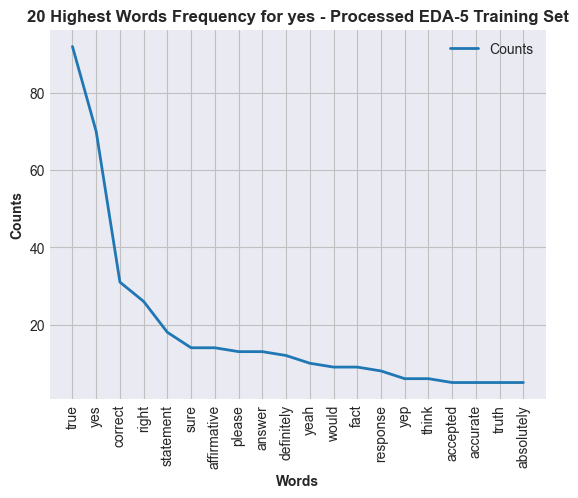 20 Highest Words Frequency for yes - Processed EDA-5 Training Set
Counts
80
60
40
20
Counts
true
yes
correct
right
statement
sure
affirmative
please
answer
definitely
yeah
would
fact
response
yep
think
accepted
accurate
truth
absolutely
Words